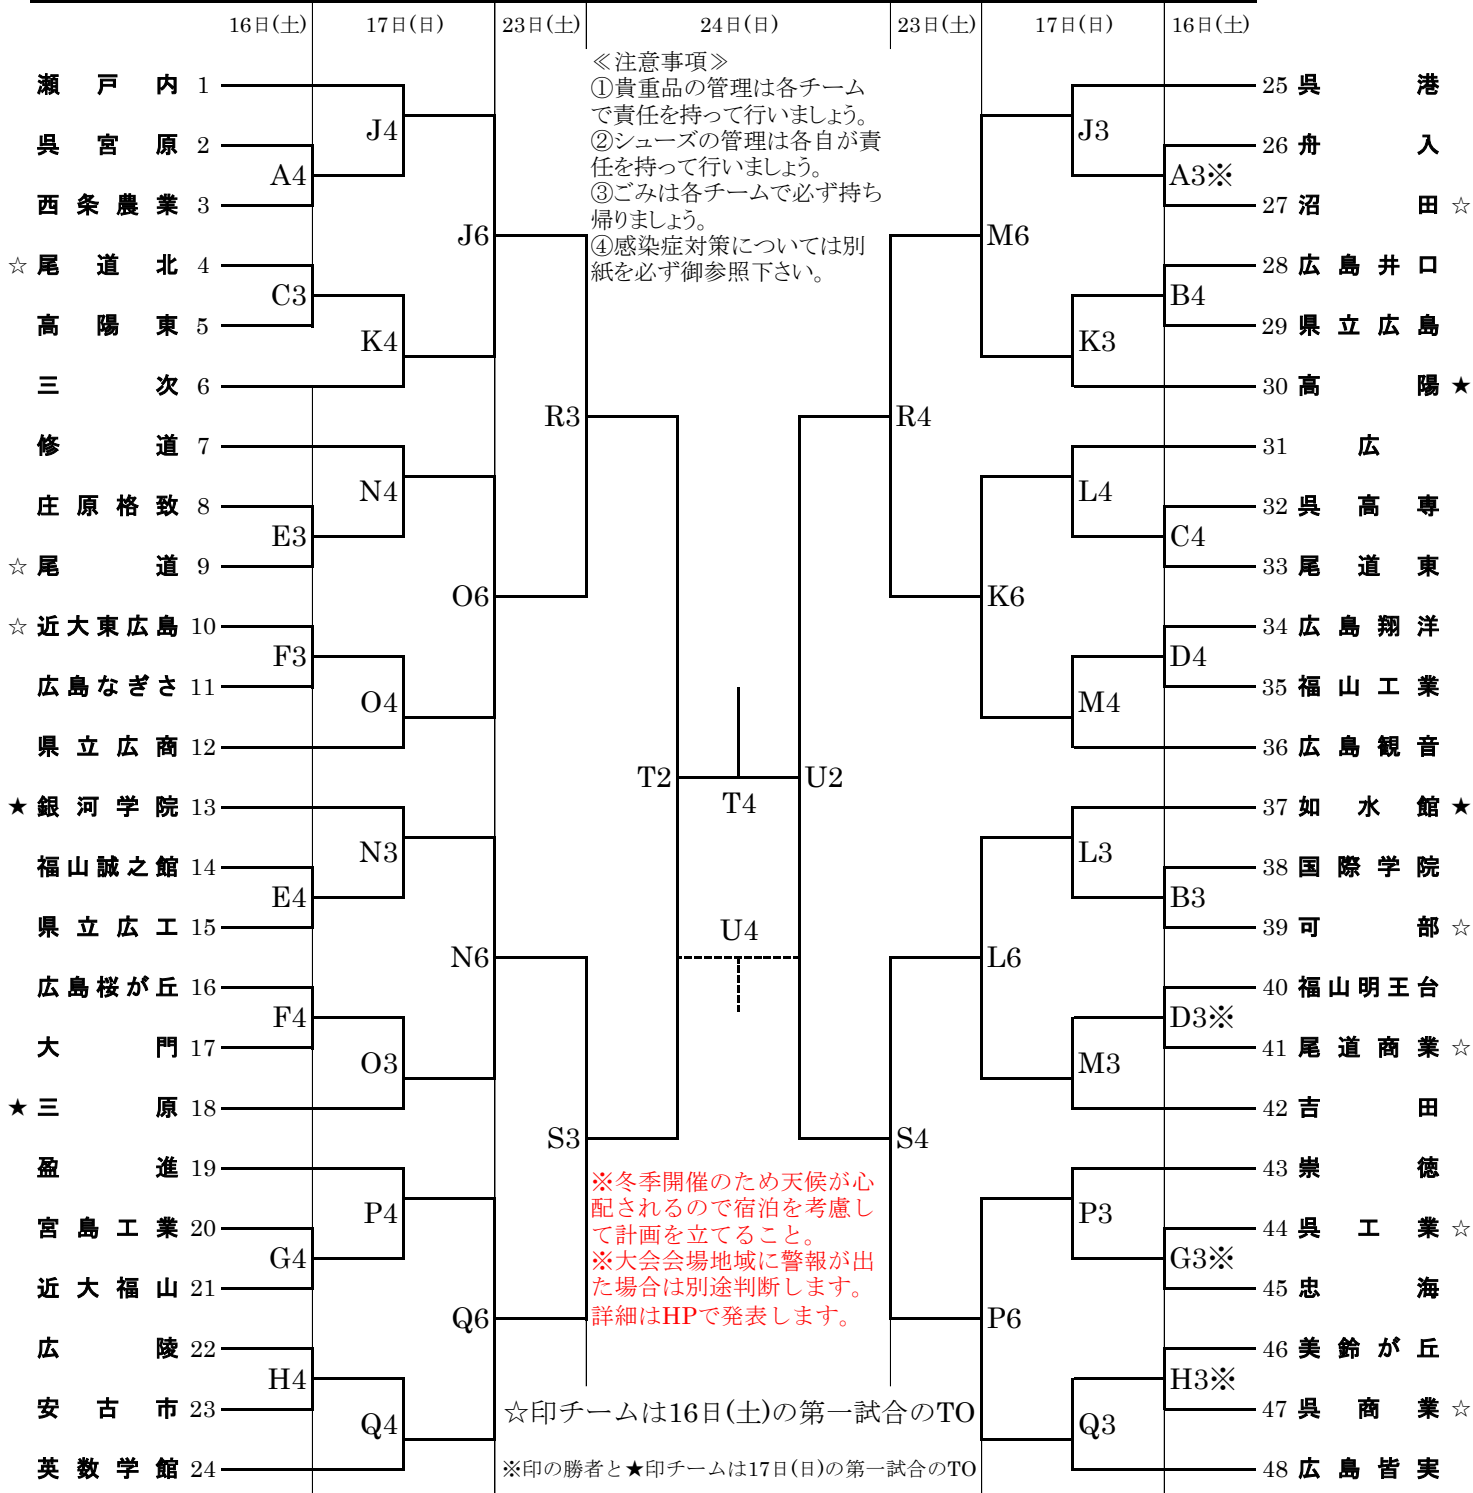 16日(土) 17日(日) 23日(土) 24日(日) 23日(土) 17日(日) 16日(土)
≪注意事項≫
①貴重品の管理は各チーム
で責任を持って行いましょう。
②シューズの管理は各自が責
任を持って行いましょう。
③ごみは各チームで必ず持ち
帰りましょう。
④感染症対策については別
紙を必ず御参照下さい。
瀬戸内 1
呉宮原 2
西条農業 3
☆尾道北 4
高陽東 5
三次 6
修道 7
庄原格致 8
☆尾道 9
☆近大東広島 10
広島なぎさ 11
県立広商 12
★銀河学院 13
福山誠之館 14
県立広工 15
広島桜が丘 16
大門 17
★三原 18
盈進 19
宮島工業 20
近大福山 21
広陵 22
安古市 23
英数学館 24
A4
C3
E3
F3
E4
F4
G4
H4
J4
K4
N4
O4
N3
O3
P4
Q4
J6
O6
N6
Q6
R3
S3
T2
T4
U4
U2
R4
S4
M6
K6
L6
P6
J3
K3
L4
M4
L3
M3
P3
Q3
A3※
B4
C4
D4
B3
D3※
G3※
H3※
25 呉港
26 舟入
27 沼田☆
28 広島井口
29 県立広島
30 高陽★
31 広
32 呉高専
33 尾道東
34 広島翔洋
35 福山工業
36 広島観音
37 如水館★
38 国際学院
39 可部☆
40 福山明王台
41 尾道商業☆
42 吉田
43 崇徳
44 呉工業☆
45 忠海
46 美鈴が丘
47 呉商業☆
48 広島皆実
※冬季開催のため天候が心
配されるので宿泊を考慮し
て計画を立てること。
※大会会場地域に警報が出
た場合は別途判断します。
詳細はHPで発表します。
☆印チームは16日(土)の第一試合のTO
※印の勝者と★印チームは17日(日)の第一試合のTO